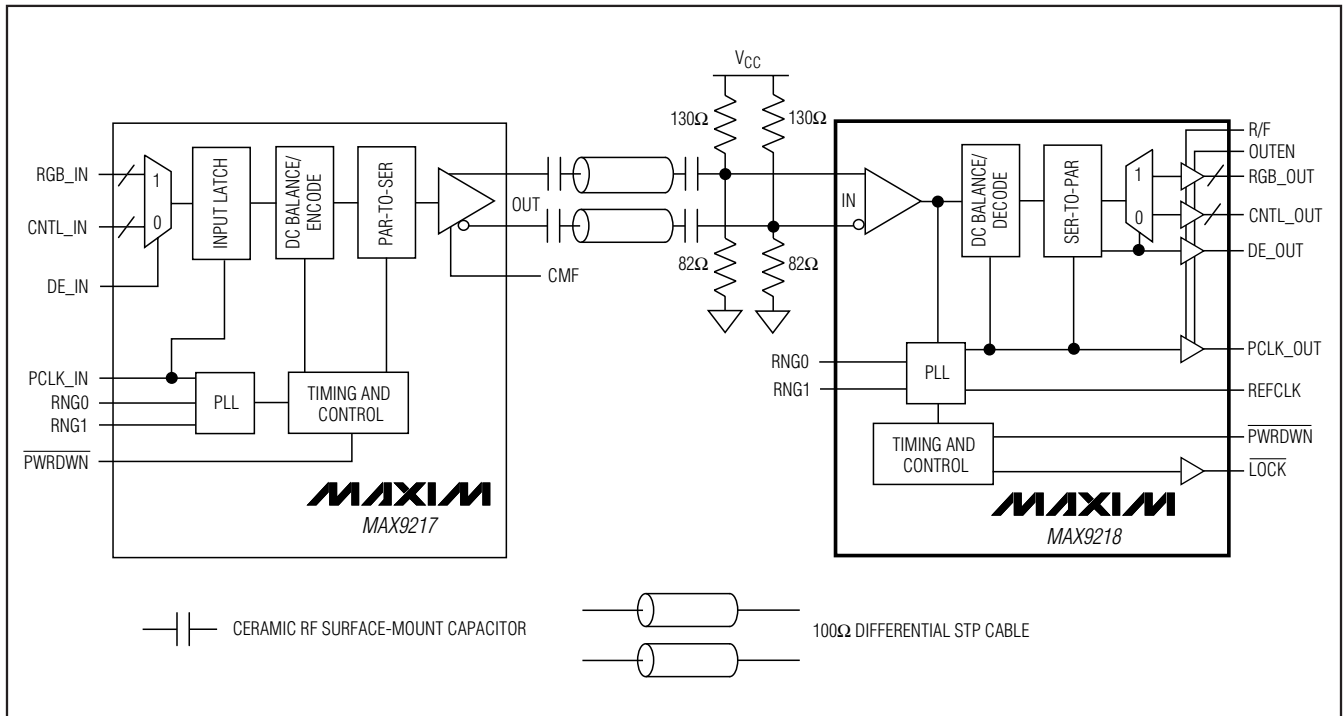 VCC
130Ω
130Ω
RGB_IN
CNTL_IN
DE_IN
PCLK_IN
RNG0
RNG1
PWRDWN
1
0
INPUT LATCH
DC BALANCE/
ENCODE
PAR-TO-SER
PLL
TIMING AND
CONTROL
OUT
CMF
MAXIM
MAX9217
82Ω
82Ω
IN
DC BALANCE/
DECODE
SER-TO-PAR
1
0
RNG0
RNG1
PLL
TIMING AND
CONTROL
R/F
OUTEN
RGB_OUT
CNTL_OUT
DE_OUT
PCLK_OUT
REFCLK
PWRDWN
LOCK
MAXIM
MAX9218
CERAMIC RF SURFACE-MOUNT CAPACITOR
100Ω DIFFERENTIAL STP CABLE